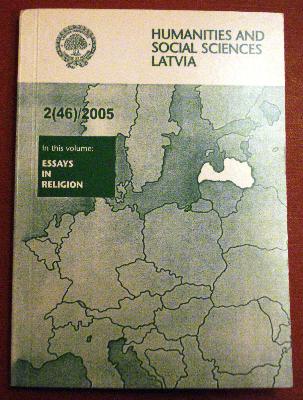 HUMANITIES AND
SOCIAL SCIENCES
LATVIA
2(46)/2005
In this volume:
ESSAYS
IN
RELIGION